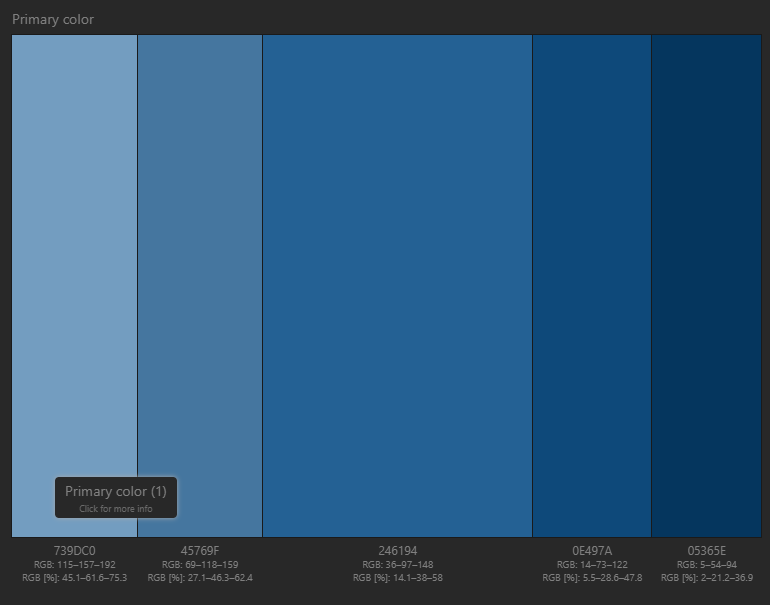 Primary color
Primary color (1)
Click for more info
739DC0
RGB: 115–157–192
RGB [%]: 45.1–61.6–75.3
45769F
RGB: 69–118–159
RGB [%]: 27.1–46.3–62.4
246194
RGB: 36–97–148
RGB [%]: 14.1–38–58
0E497A
RGB: 14–73–122
RGB [%]: 5.5–28.6–47.8
05365E
RGB: 5–54–94
RGB [%]: 2–21.2–36.9